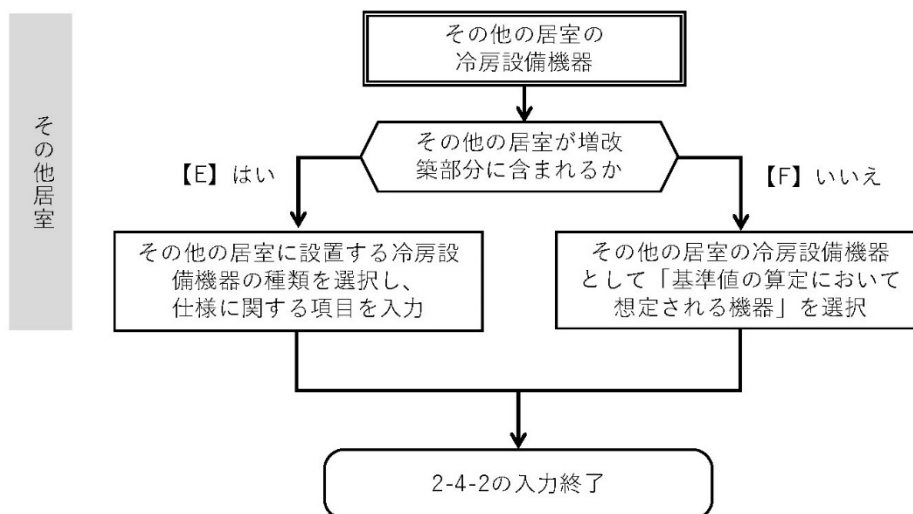 その他居室
その他の居室の
冷房設備機器
その他の居室が増改
築部分に含まれるか
【E】はい
【F】いいえ
その他の居室に設置する冷房設
備機器の種類を選択し、
仕様に関する項目を入力
その他の居室の冷房設備機器
として「基準値の算定において
想定される機器」を選択
2-4-2の入力終了